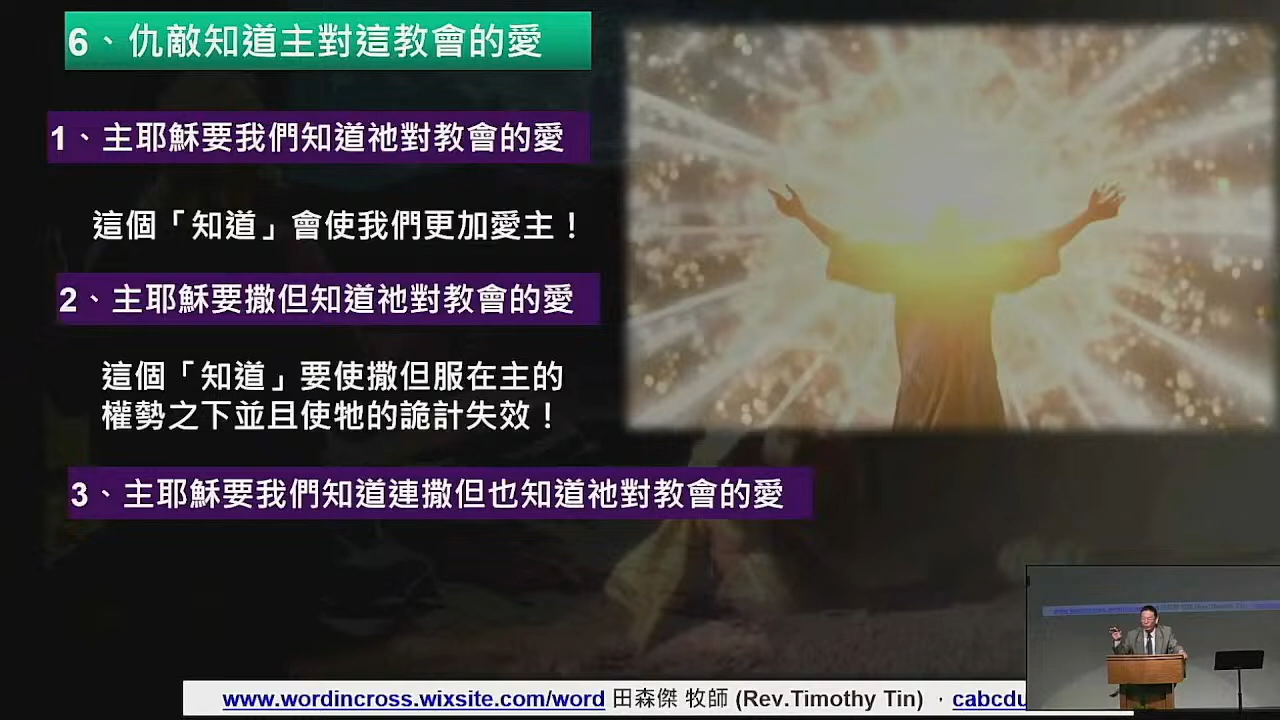 6、仇敵知道主對這教會的愛
1、主耶穌要我們知道祂對教會的愛
這個「知道」會使我們更加愛主！
2、主耶穌要撒但知道祂對教會的愛
這個「知道」要使撒但服在主的
權勢之下並且使牠的詭計失效！
3、主耶穌要我們知道連撒但也知道祂對教會的愛
www.wordincross.wixsite.com/word 田森傑 牧師 (Rev.Timothy Tin) ，cabcdu